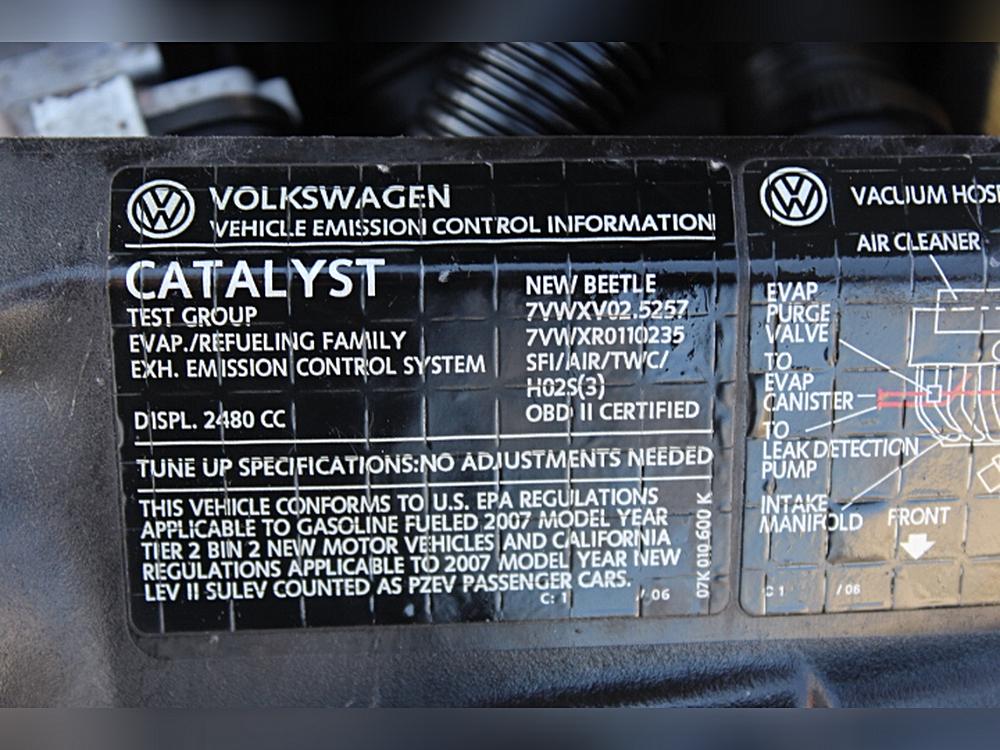 VOLKSWAGEN
VEHICLE EMISSION CONTROL INFORMATION
CATALYST
NEW BEETLE
TEST GROUP 7VWXV02.5257
EVAP./REFUELING FAMILY 7VWXR0110235
EXH. EMISSION CONTROL SYSTEM SFI/AIR/TWC/
H02S(3)
DISPL. 2480 CC OBD II CERTIFIED
TUNE UP SPECIFICATIONS:NO ADJUSTMENTS NEEDED
THIS VEHICLE CONFORMS TO U.S. EPA REGULATIONS
APPLICABLE TO GASOLINE FUELED 2007 MODEL YEAR
TIER 2 BIN 2 NEW MOTOR VEHICLES AND CALIFORNIA
REGULATIONS APPLICABLE TO 2007 MODEL YEAR NEW
LEV II SULEV COUNTED AS PZEV PASSENGER CARS.
C: 1 / 06
07K 010 600 K
VACUUM HOSE
AIR CLEANER
EVAP
PURGE
VALVE
TO
EVAP
CANISTER
TO
LEAK DETECTION
PUMP
INTAKE
MANIFOLD
FRONT
C 1 / 06